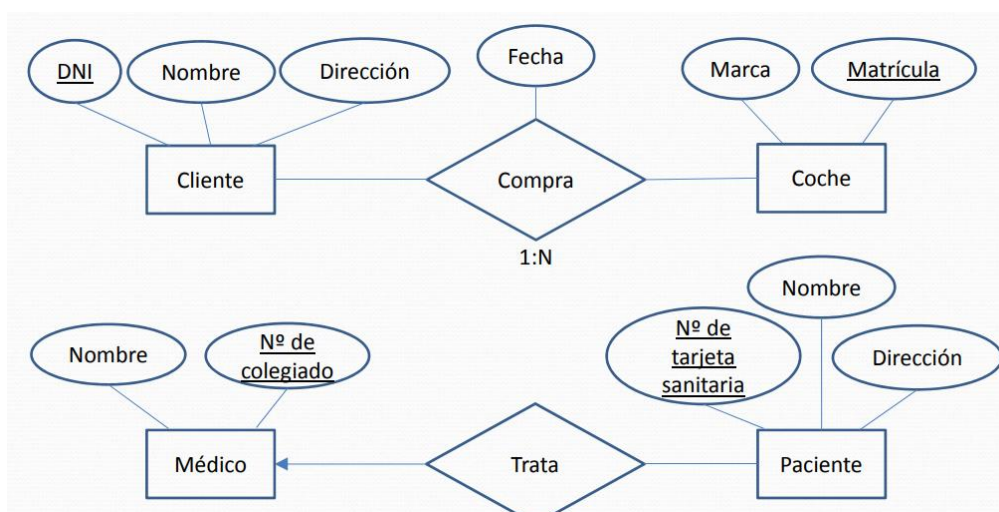 DNI
Nombre
Dirección
Fecha
Marca
Matrícula
Cliente
Compra
Coche
1:N
Nombre
Nº de
colegiado
Nº de
tarjeta
sanitaria
Nombre
Dirección
Médico
Trata
Paciente